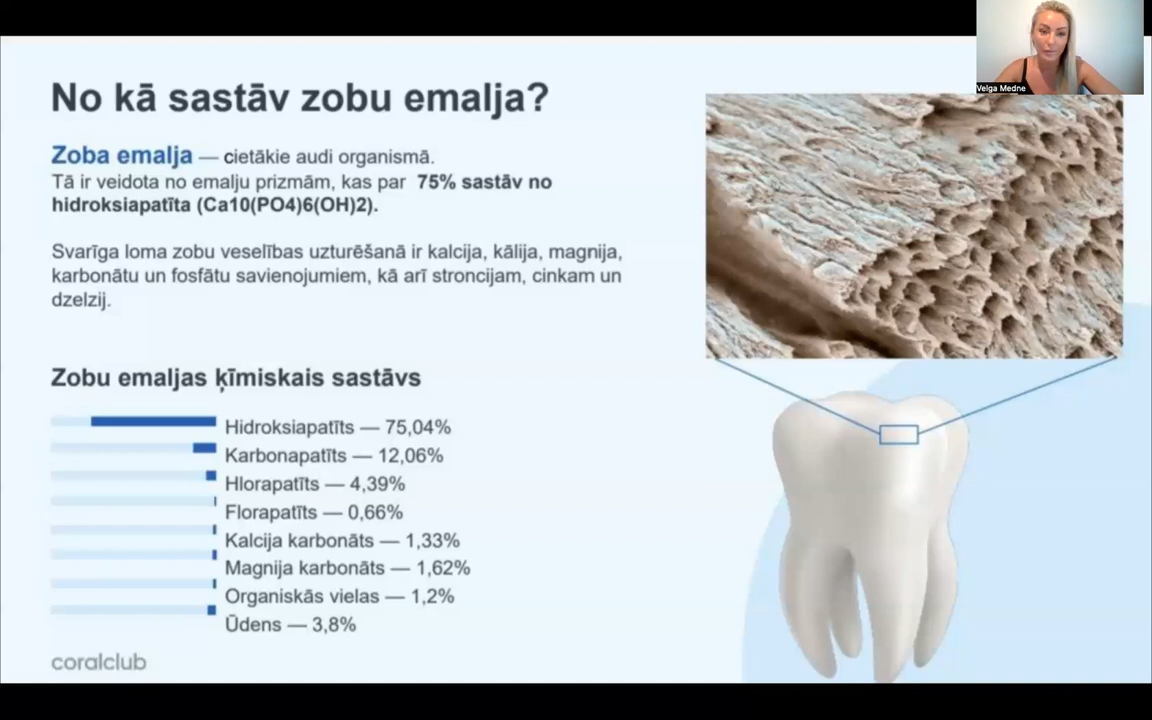 Velga Medne
No kā sastāv zobu emalja?
Zoba emalja — cietākie audi organismā.
Tā ir veidota no emalju prizmām, kas par 75% sastāv no
hidroksiapatīta (Ca10(PO4)6(OH)2).
Svarīga loma zobu veselības uzturēšanā ir kalcija, kālija, magnija,
karbonātu un fosfātu savienojumiem, kā arī stroncijam, cinkam un
dzelzij.
Zobu emaljas ķīmiskais sastāvs
Hidroksiapatīts — 75,04%
Karbonapatīts — 12,06%
Hlorapatīts — 4,39%
Florapatīts — 0,66%
Kalcija karbonāts — 1,33%
Magnija karbonāts — 1,62%
Organiskās vielas — 1,2%
Ūdens — 3,8%
coralclub